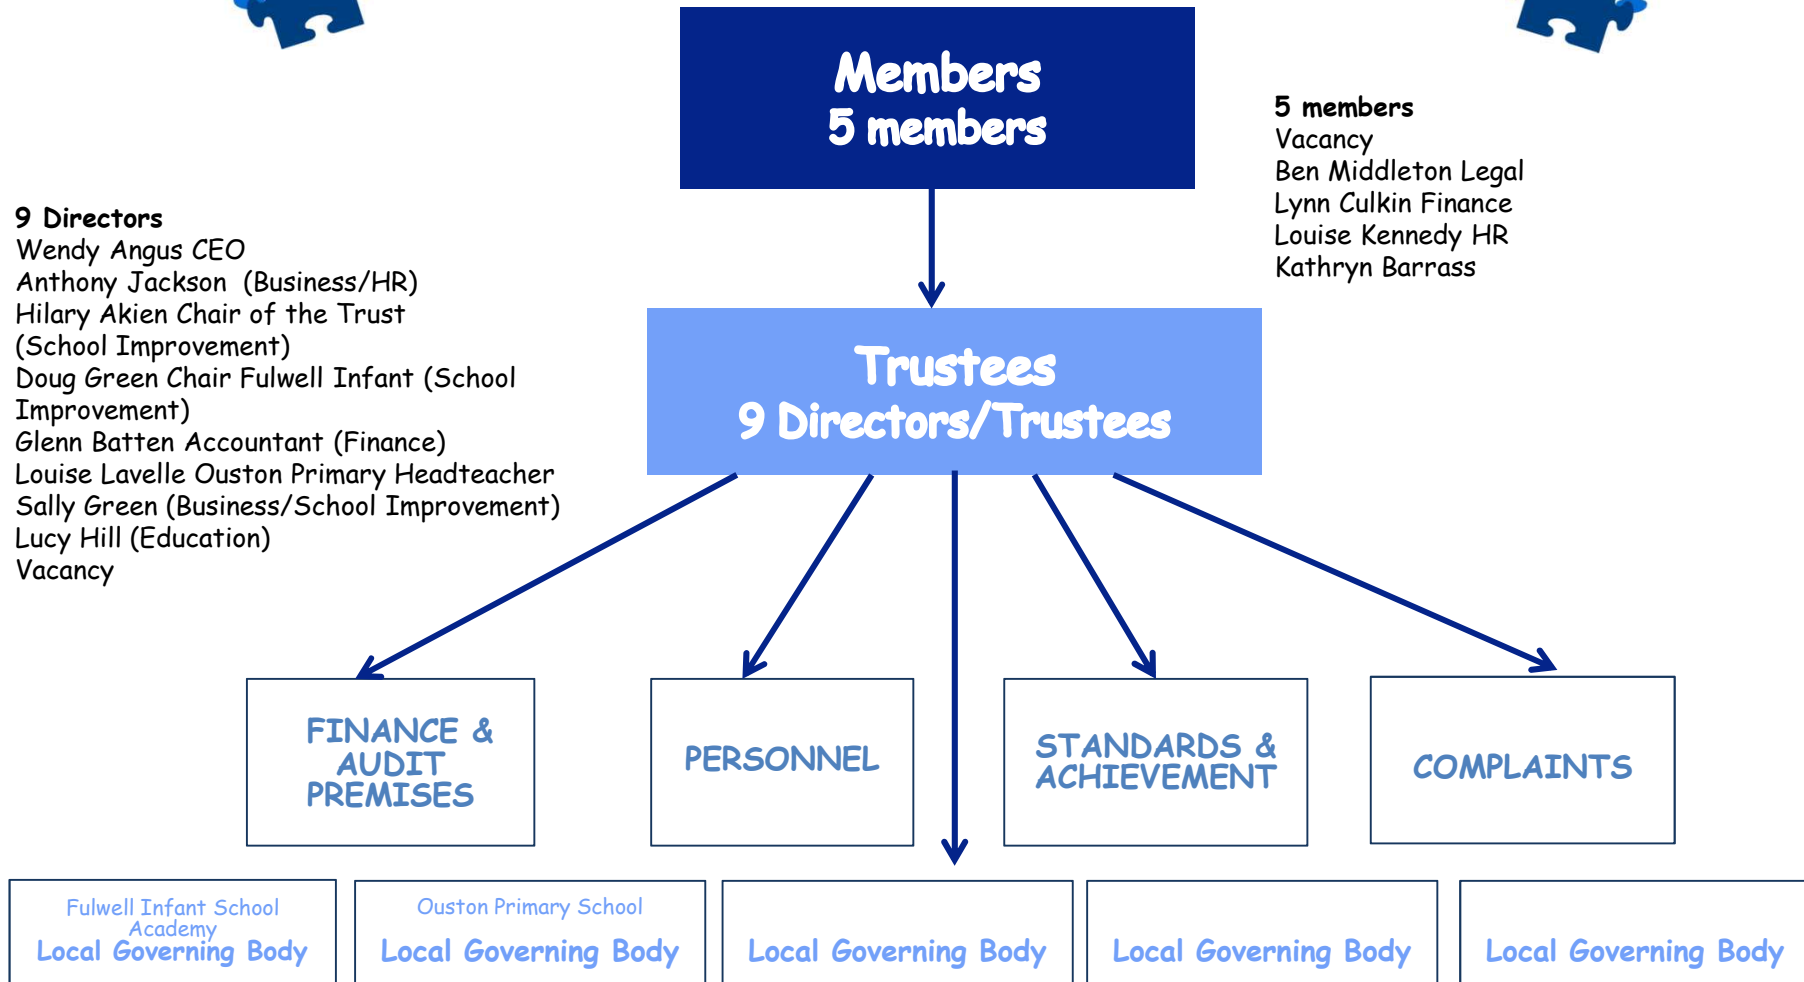 Members
5 members
5 members
Vacancy
Ben Middleton Legal
Lynn Culkin Finance
Louise Kennedy HR
Kathryn Barrass
9 Directors
Wendy Angus CEO
Anthony Jackson (Business/HR)
Hilary Akien Chair of the Trust
(School Improvement)
Doug Green Chair Fulwell Infant (School
Improvement)
Glenn Batten Accountant (Finance)
Louise Lavelle Ouston Primary Headteacher
Sally Green (Business/School Improvement)
Lucy Hill (Education)
Vacancy
Trustees
9 Directors/Trustees
FINANCE &
AUDIT
PREMISES
PERSONNEL
STANDARDS &
ACHIEVEMENT
COMPLAINTS
Fulwell Infant School
Academy
Local Governing Body
Ouston Primary School
Local Governing Body
Local Governing Body
Local Governing Body
Local Governing Body